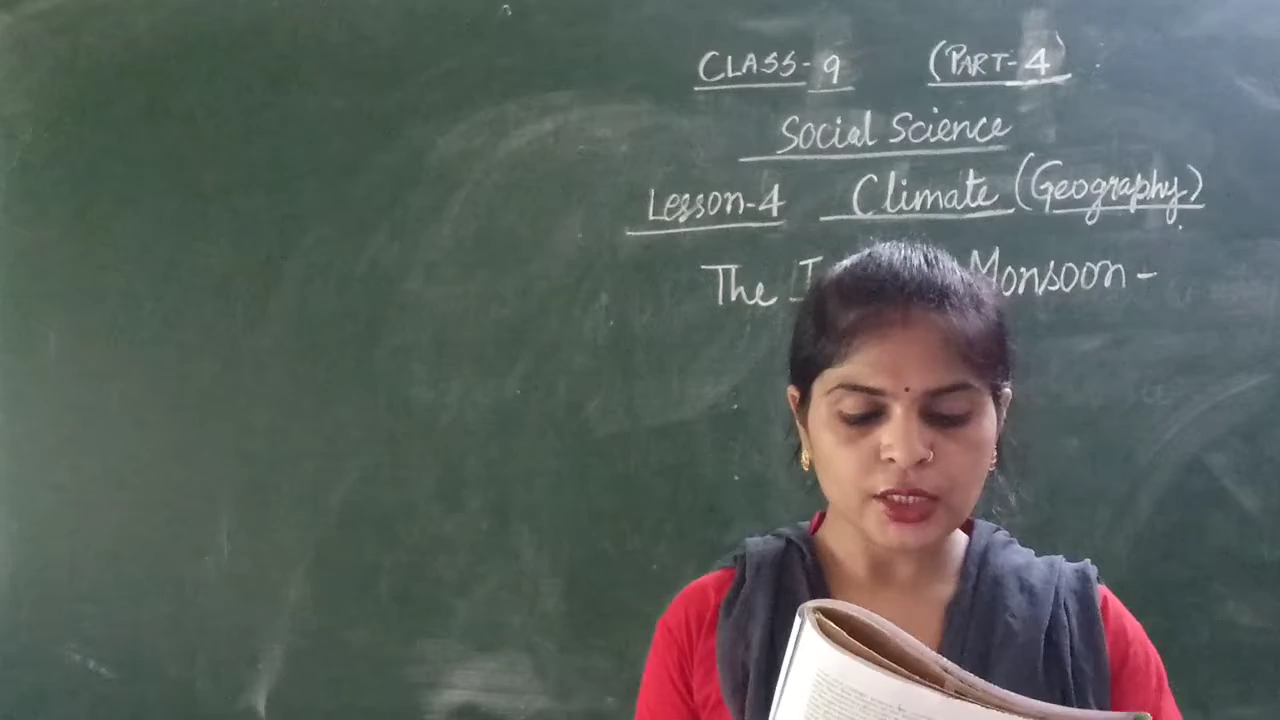 CLASS-9 (PART-4)
Social Science
Lesson-4 Climate (Geography)
The Monsoon-